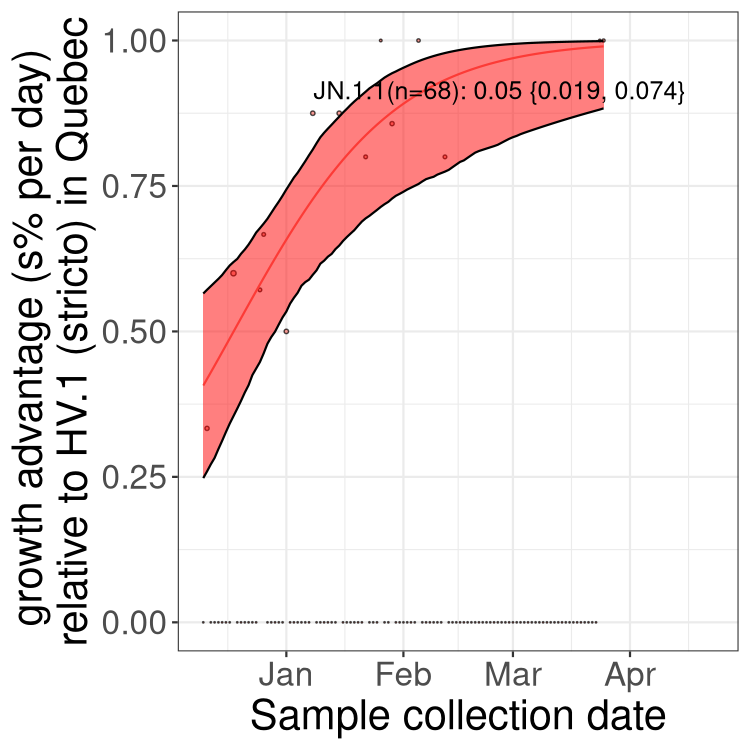 growth advantage (s% per day)
relative to HV.1 (stricto) in Quebec
1.00
0.75
0.50
0.25
0.00
JN.1.1(n=68): 0.05 {0.019, 0.074}
Jan Feb Mar Apr
Sample collection date